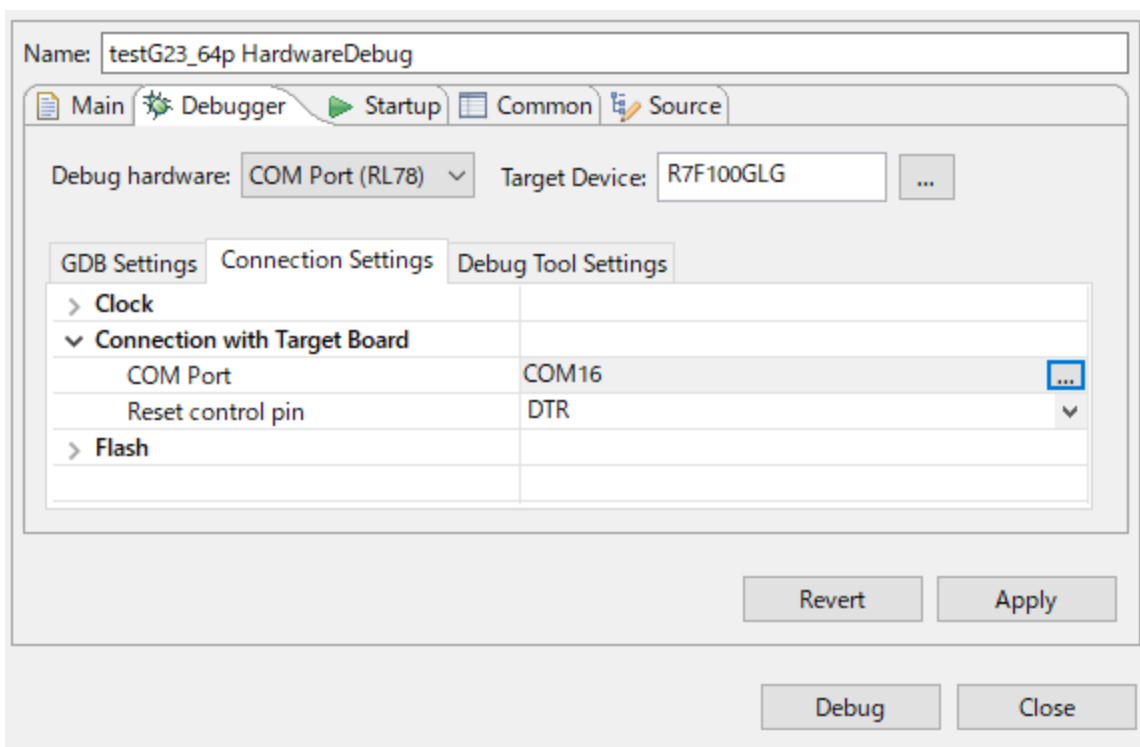 Name: testG23_64p HardwareDebug
Main Debugger Startup Common Source
Debug hardware: COM Port (RL78) Target Device: R7F100GLG ...
GDB Settings Connection Settings Debug Tool Settings
Clock
Connection with Target Board
COM Port COM16 ...
Reset control pin DTR
Flash
Revert Apply
Debug Close